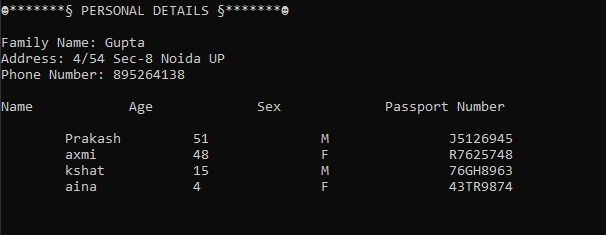 ☻*******§ PERSONAL DETAILS §*******☻
Family Name: Gupta
Address: 4/54 Sec-8 Noida UP
Phone Number: 895264138
Name Age Sex Passport Number
Prakash 51 M J5126945
axmi 48 F R7625748
kshat 15 M 76GH8963
aina 4 F 43TR9874